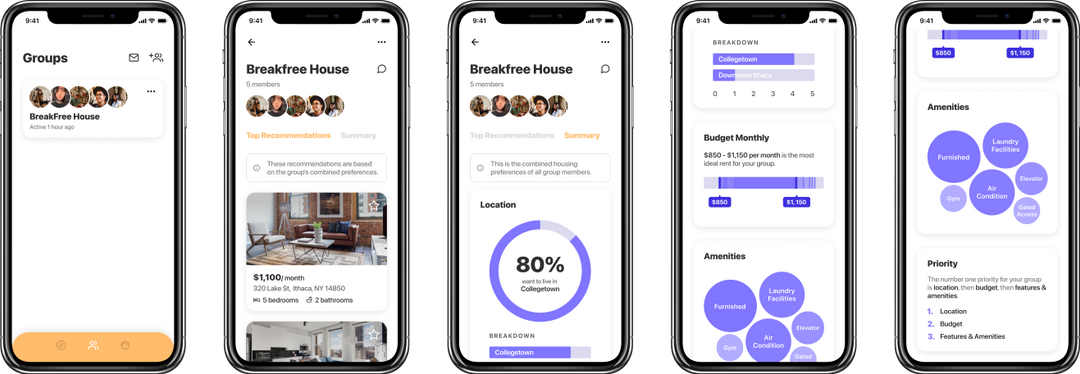 9:41
Groups
BreakFree House
Active 1 hour ago
9:41
Breakfree House
5 members
Top Recommendations
Summary
These recommendations are based
on the group's combined preferences.
$1,100/month
320 Lake St, Ithaca, NY 14850
5 bedrooms
2 bathrooms
9:41
Breakfree House
5 members
Top Recommendations
Summary
This is the combined housing
preferences of all group members.
Location
80%
want to live in
Collegetown
BREAKDOWN
Collegetown
9:41
BREAKDOWN
Collegetown
Downtown Ithaca
0 1 2 3 4 5
Budget Monthly
$850 - $1,150 per month is the most
ideal rent for your group.
$850
$1,150
Amenities
Furnished
Laundry
Facilities
Elevator
Air
Condition
Gym
Gated
9:41
$850
$1,150
Amenities
Furnished
Laundry
Facilities
Elevator
Air
Condition
Gym
Gated
Access
Priority
The number one priority for your group
is location, then budget, then features &
amenities.
1. Location
2. Budget
3. Features & Amenities